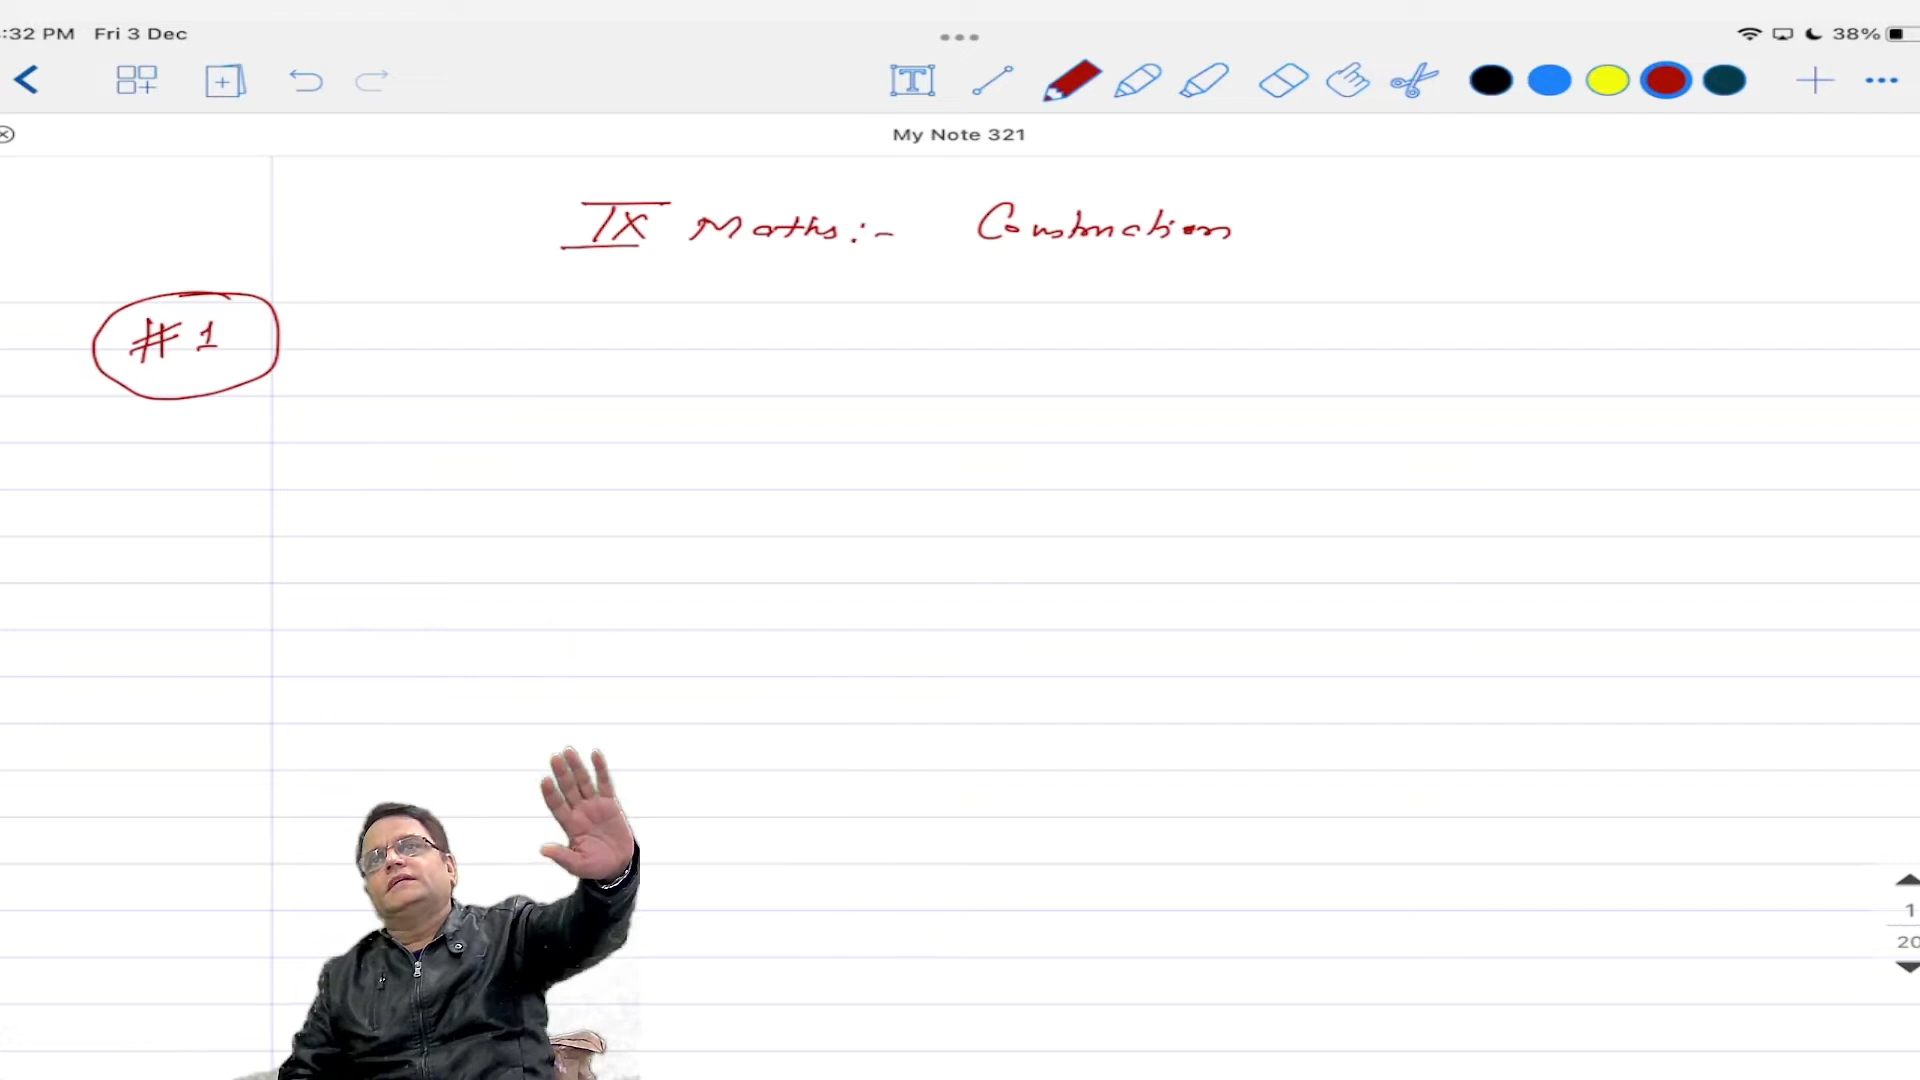 :32 PM Fri 3 Dec
38%
T
My Note 321
IX Maths:- Construction
#1
1
20